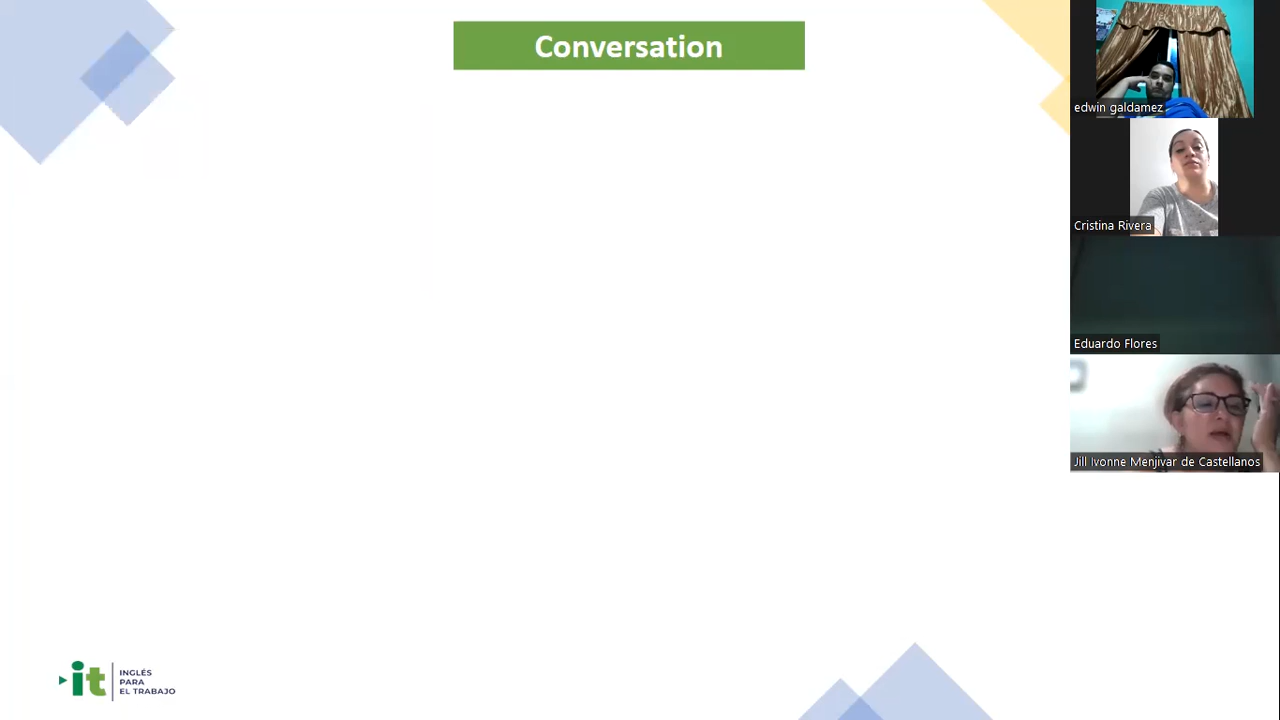 Conversation
edwin galdamez
Cristina Rivera
Eduardo Flores
Jill Ivonne Menjivar de Castellanos
it
INGLÉS
PARA
EL TRABAJO